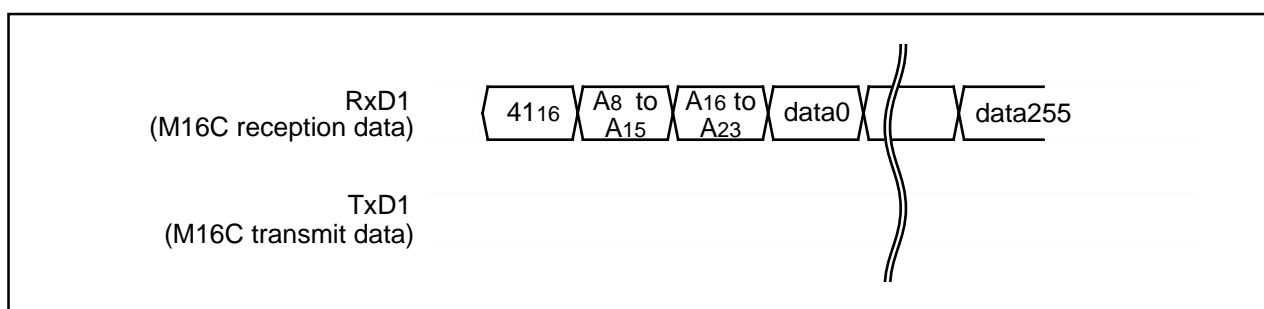 RxD1
(M16C reception data)
4116
A8 to
A15
A16 to
A23
data0
data255
TxD1
(M16C transmit data)